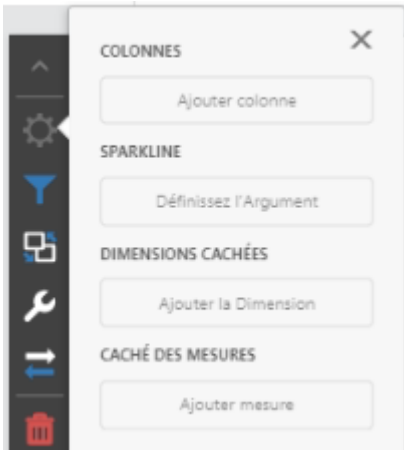 COLONNES
Ajouter colonne
SPARKLINE
Définissez l'Argument
DIMENSIONS CACHÉES
Ajouter la Dimension
CACHÉ DES MESURES
Ajouter mesure